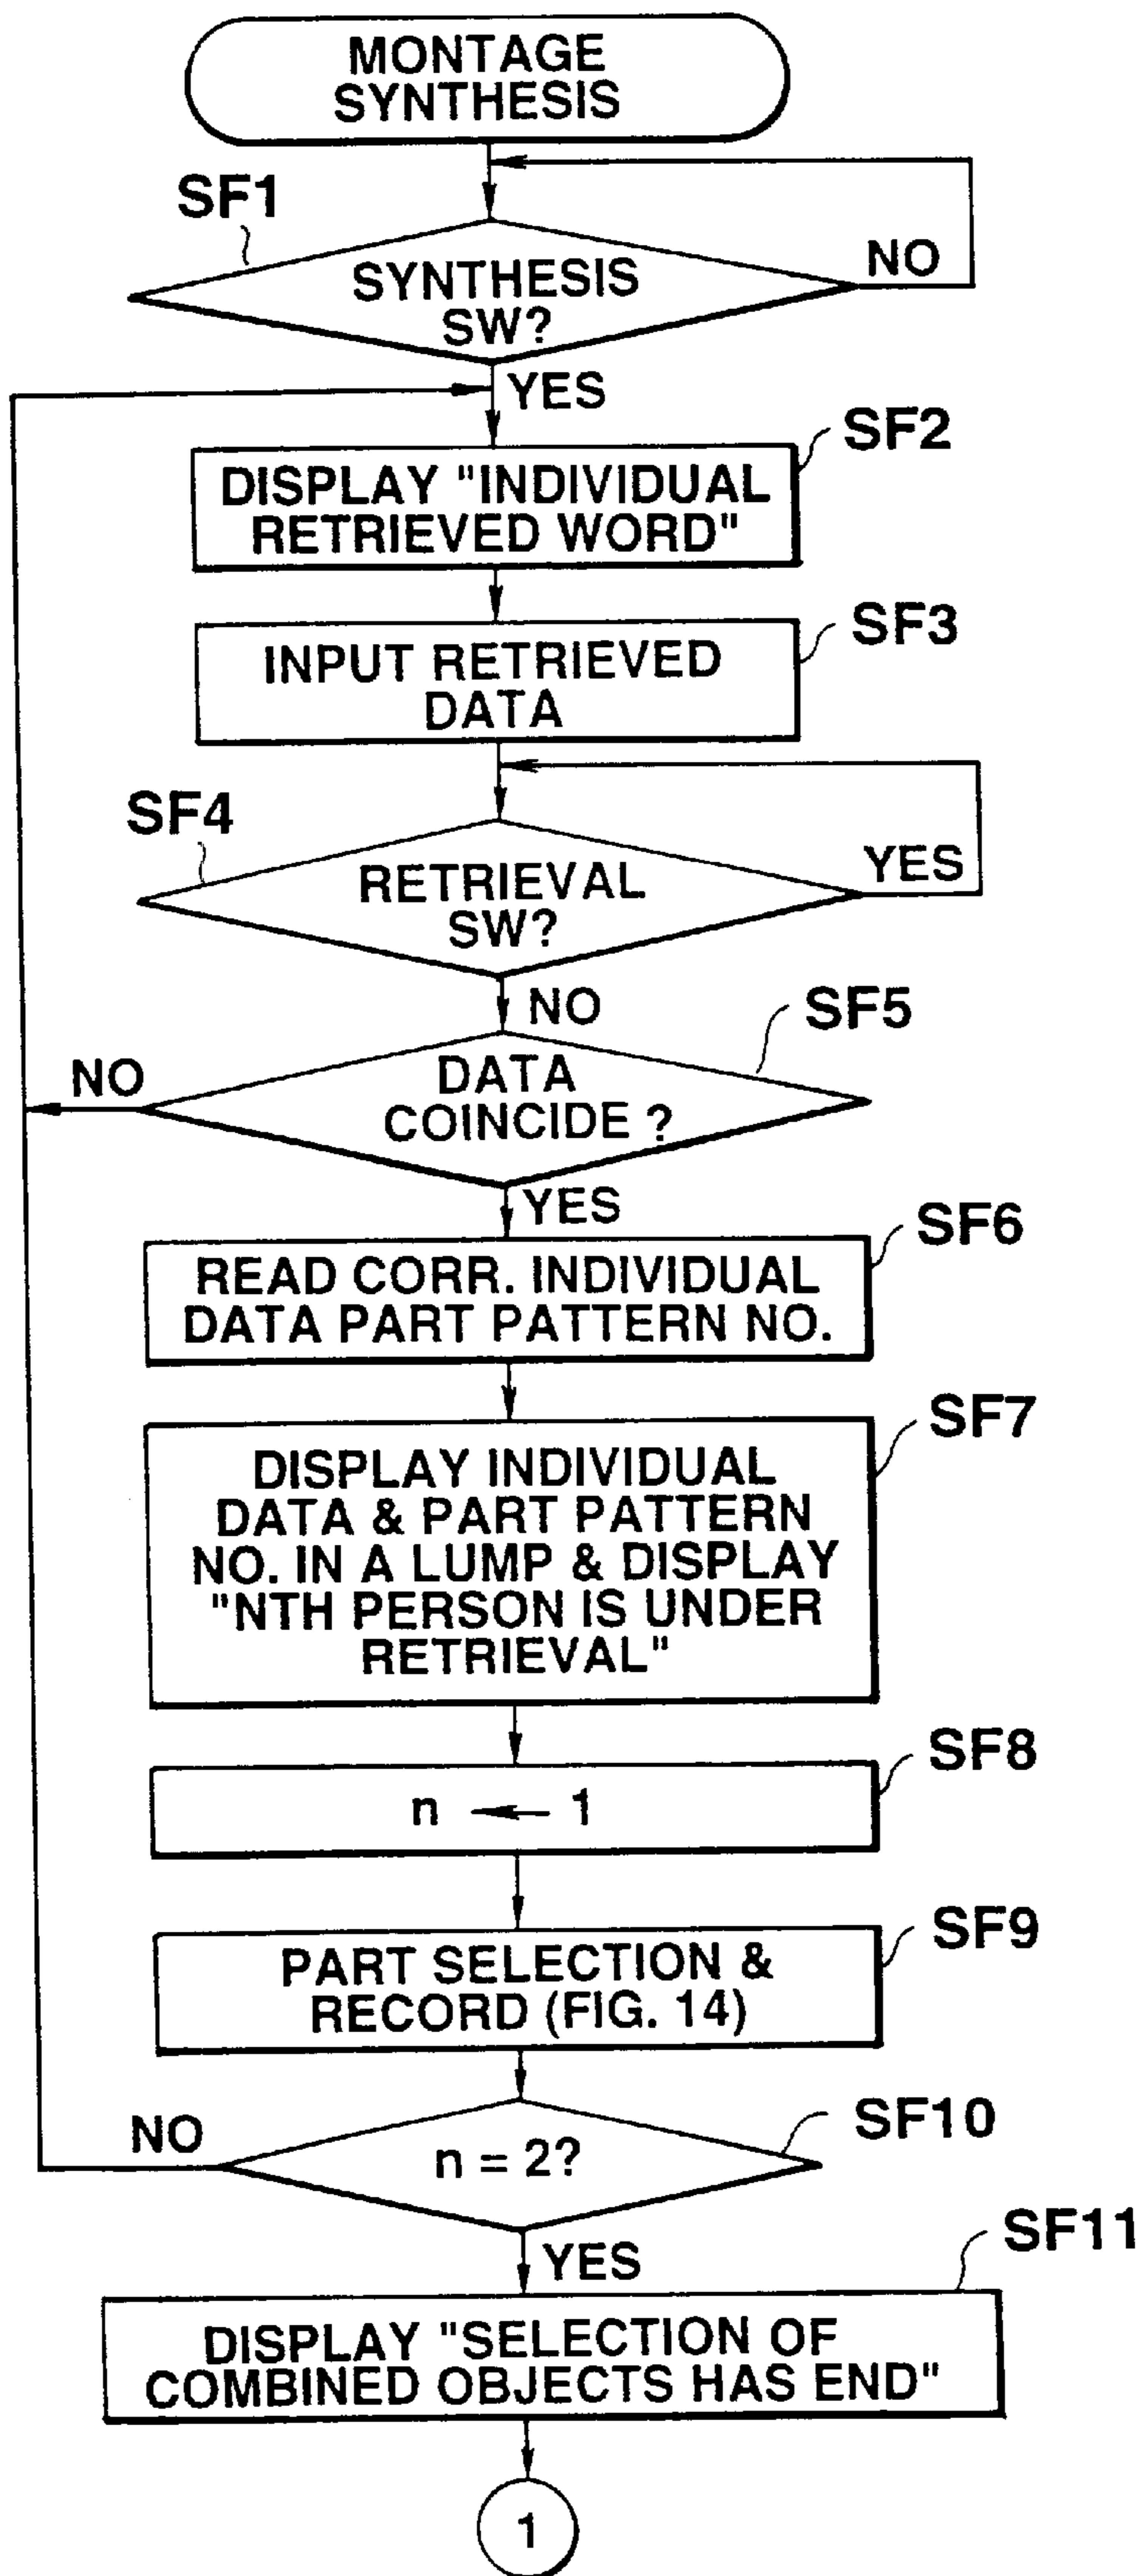 MONTAGE
SYNTHESIS
SF1
SYNTHESIS
SW?
NO
YES
SF2
DISPLAY "INDIVIDUAL
RETRIEVED WORD"
SF3
INPUT RETRIEVED
DATA
SF4
RETRIEVAL
SW?
YES
NO
SF5
DATA
COINCIDE ?
NO
YES
SF6
READ CORR. INDIVIDUAL
DATA PART PATTERN NO.
SF7
DISPLAY INDIVIDUAL
DATA & PART PATTERN
NO. IN A LUMP & DISPLAY
"NTH PERSON IS UNDER
RETRIEVAL"
SF8
n ← 1
SF9
PART SELECTION &
RECORD (FIG. 14)
SF10
n = 2?
NO
YES
SF11
DISPLAY "SELECTION OF
COMBINED OBJECTS HAS END"
1